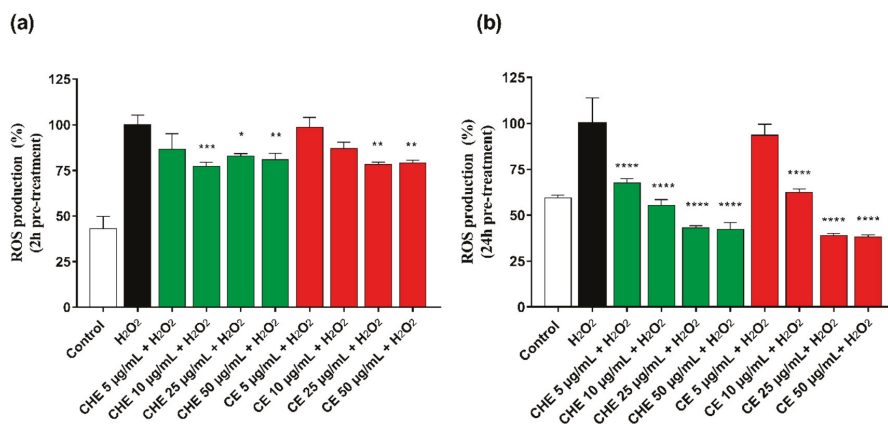 (a)
ROS production (%)
(2h pre-treatment)
125
100
75
50
25
0
***
*
**
**
**
Control
H₂O₂
CHE 5 µg/mL + H₂O₂
CHE 10 µg/mL + H₂O₂
CHE 25 µg/mL + H₂O₂
CHE 50 µg/mL + H₂O₂
CE 5 µg/mL + H₂O₂
CE 10 µg/mL + H₂O₂
CE 25 µg/mL + H₂O₂
CE 50 µg/mL + H₂O₂
(b)
ROS production (%)
(24h pre-treatment)
125
100
75
50
25
0
****
****
****
****
****
****
****
Control
H₂O₂
CHE 5 µg/mL + H₂O₂
CHE 10 µg/mL + H₂O₂
CHE 25 µg/mL + H₂O₂
CHE 50 µg/mL + H₂O₂
CE 5 µg/mL + H₂O₂
CE 10 µg/mL + H₂O₂
CE 25 µg/mL + H₂O₂
CE 50 µg/mL+ H₂O₂